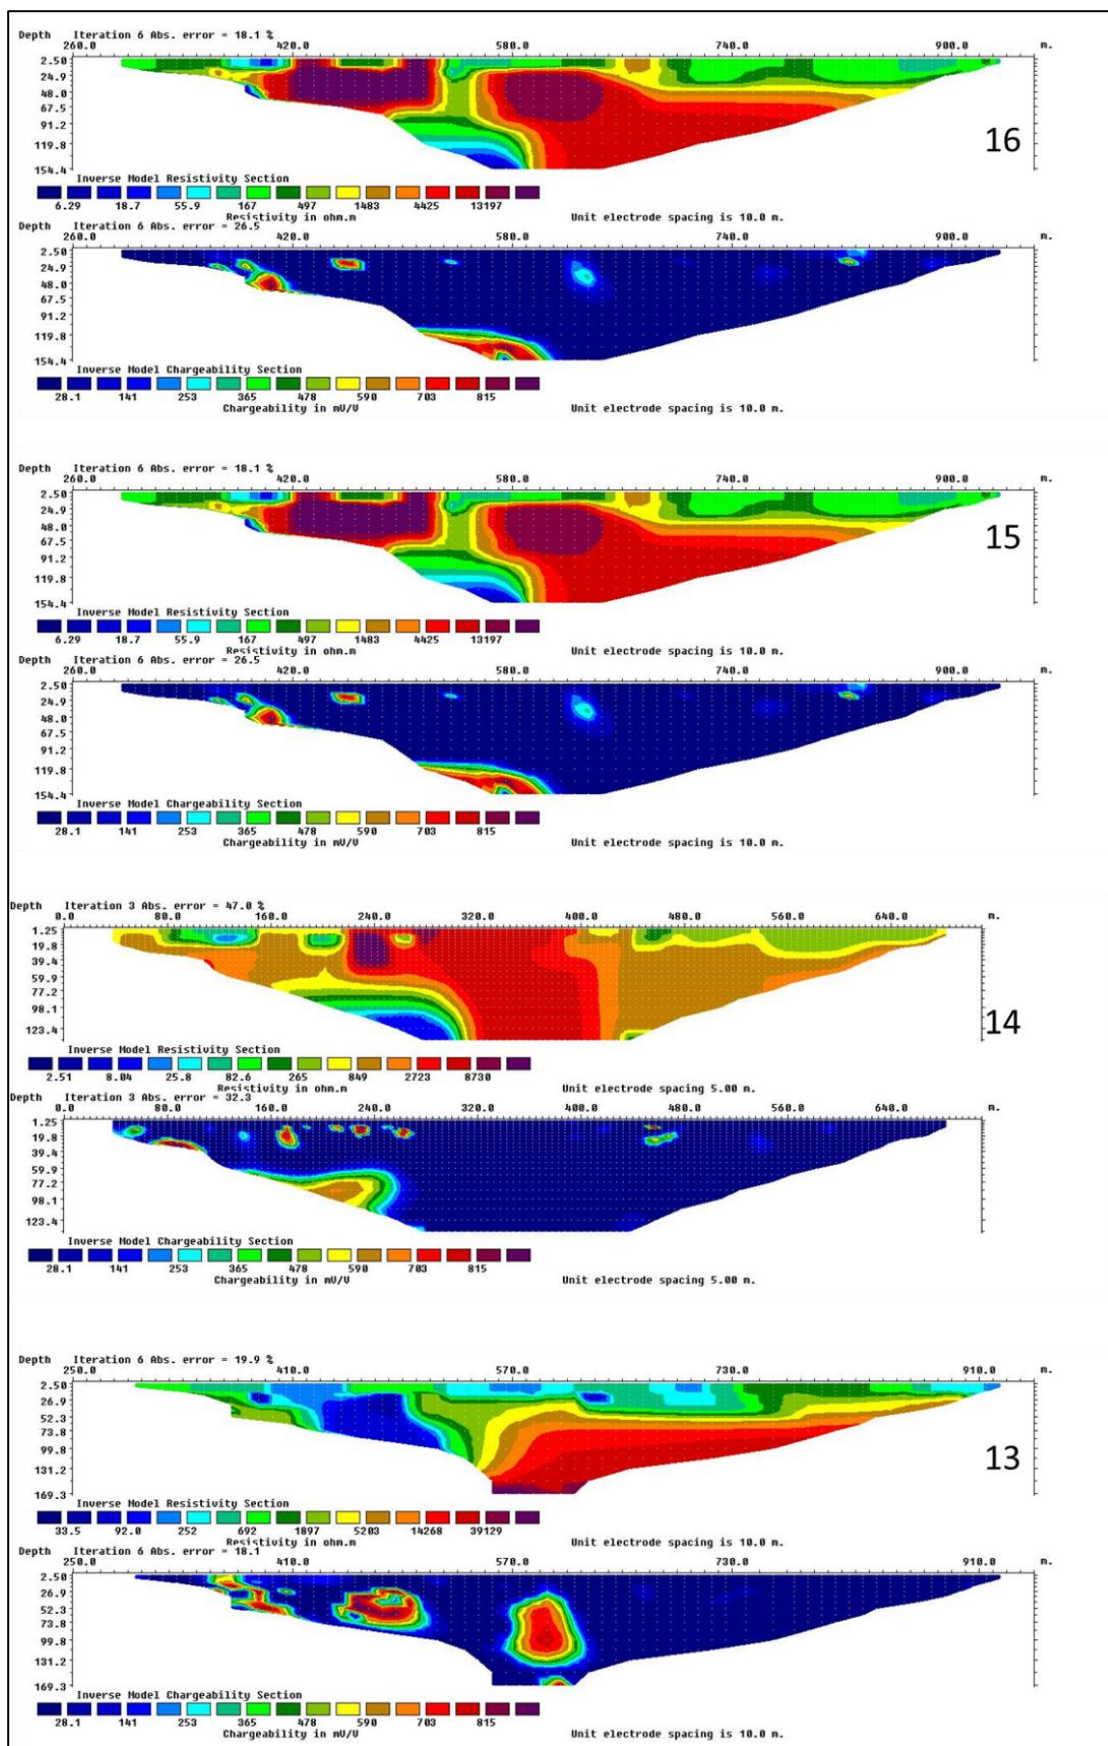 Depth Iteration 6 Abs. error = 18.1 %
260.0 420.0 580.0 740.0 900.0 m.
2.50
24.9
48.0
67.5
91.2
119.8
154.4
16
Inverse Model Resistivity Section
6.29 18.7 55.9 167 497 1483 4425 13197
Resistivity in ohm.m Unit electrode spacing is 10.0 m.
Depth Iteration 6 Abs. error = 26.5
260.0 420.0 580.0 740.0 900.0 m.
2.50
24.9
48.0
67.5
91.2
119.8
154.4
Inverse Model Chargeability Section
28.1 141 253 365 478 590 703 815
Chargeability in mV/V Unit electrode spacing is 10.0 m.
Depth Iteration 6 Abs. error = 18.1 %
260.0 420.0 580.0 740.0 900.0 m.
2.50
24.9
48.0
67.5
91.2
119.8
154.4
15
Inverse Model Resistivity Section
6.29 18.7 55.9 167 497 1483 4425 13197
Resistivity in ohm.m Unit electrode spacing is 10.0 m.
Depth Iteration 6 Abs. error = 26.5
260.0 420.0 580.0 740.0 900.0 m.
2.50
24.9
48.0
67.5
91.2
119.8
154.4
Inverse Model Chargeability Section
28.1 141 253 365 478 590 703 815
Chargeability in mV/V Unit electrode spacing is 10.0 m.
Depth Iteration 3 Abs. error = 47.0 %
0.0 80.0 160.0 240.0 320.0 400.0 480.0 560.0 640.0 m.
1.25
19.8
39.4
59.9
77.2
98.1
123.4
14
Inverse Model Resistivity Section
2.51 8.04 25.8 82.6 265 849 2723 8730
Resistivity in ohm.m Unit electrode spacing 5.00 m.
Depth Iteration 3 Abs. error = 32.3
0.0 80.0 160.0 240.0 320.0 400.0 480.0 560.0 640.0 m.
1.25
19.8
39.4
59.9
77.2
98.1
123.4
Inverse Model Chargeability Section
28.1 141 253 365 478 590 703 815
Chargeability in mV/V Unit electrode spacing 5.00 m.
Depth Iteration 6 Abs. error = 19.9 %
250.0 410.0 570.0 730.0 910.0 m.
2.50
26.9
52.3
73.8
99.8
131.2
169.3
13
Inverse Model Resistivity Section
33.5 92.0 252 692 1897 5203 14268 39129
Resistivity in ohm.m Unit electrode spacing is 10.0 m.
Depth Iteration 6 Abs. error = 18.1
250.0 410.0 570.0 730.0 910.0 m.
2.50
26.9
52.3
73.8
99.8
131.2
169.3
Inverse Model Chargeability Section
28.1 141 253 365 478 590 703 815
Chargeability in mV/V Unit electrode spacing is 10.0 m.